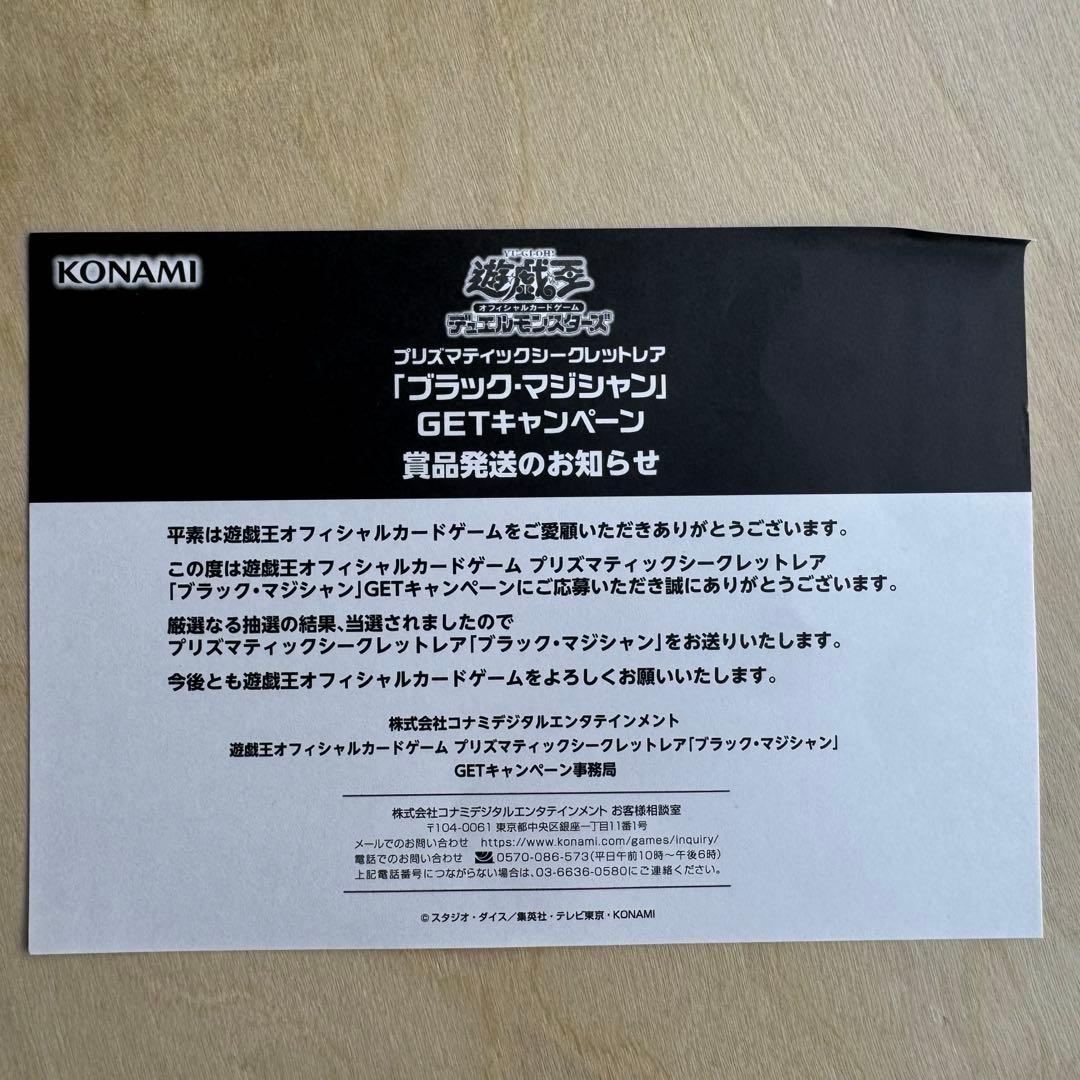 KONAMI
YU-GI-OH!
遊戯王
オフィシャルカードゲーム
デュエルモンスターズ
プリズマティックシークレットレア
「ブラック・マジシャン」
GETキャンペーン
賞品発送のお知らせ
平素は遊戯王オフィシャルカードゲームをご愛顧いただきありがとうございます。
この度は遊戯王オフィシャルカードゲーム プリズマティックシークレットレア
「ブラック・マジシャン」GETキャンペーンにご応募いただき誠にありがとうございます。
厳選なる抽選の結果、当選されましたので
プリズマティックシークレットレア「ブラック・マジシャン」をお送りいたします。
今後とも遊戯王オフィシャルカードゲームをよろしくお願いいたします。
株式会社コナミデジタルエンタテインメント
遊戯王オフィシャルカードゲーム プリズマティックシークレットレア「ブラック・マジシャン」
GETキャンペーン事務局
株式会社コナミデジタルエンタテインメント お客様相談室
〒104-0061 東京都中央区銀座一丁目11番1号
メールでのお問い合わせ https://www.konami.com/games/inquiry/
電話でのお問い合わせ 0570-086-573(平日午前10時～午後6時)
上記電話番号につながらない場合は、03-6636-0580にご連絡ください。
©スタジオ・ダイス／集英社・テレビ東京・KONAMI